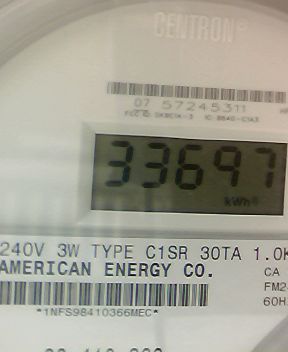 CENTRON®
07 57245311
33697
kWh
240V 3W TYPE C1SR 30TA 1.0K
AMERICAN ENERGY CO.
CA
FM2
60H
*1NFS98410366MEC*